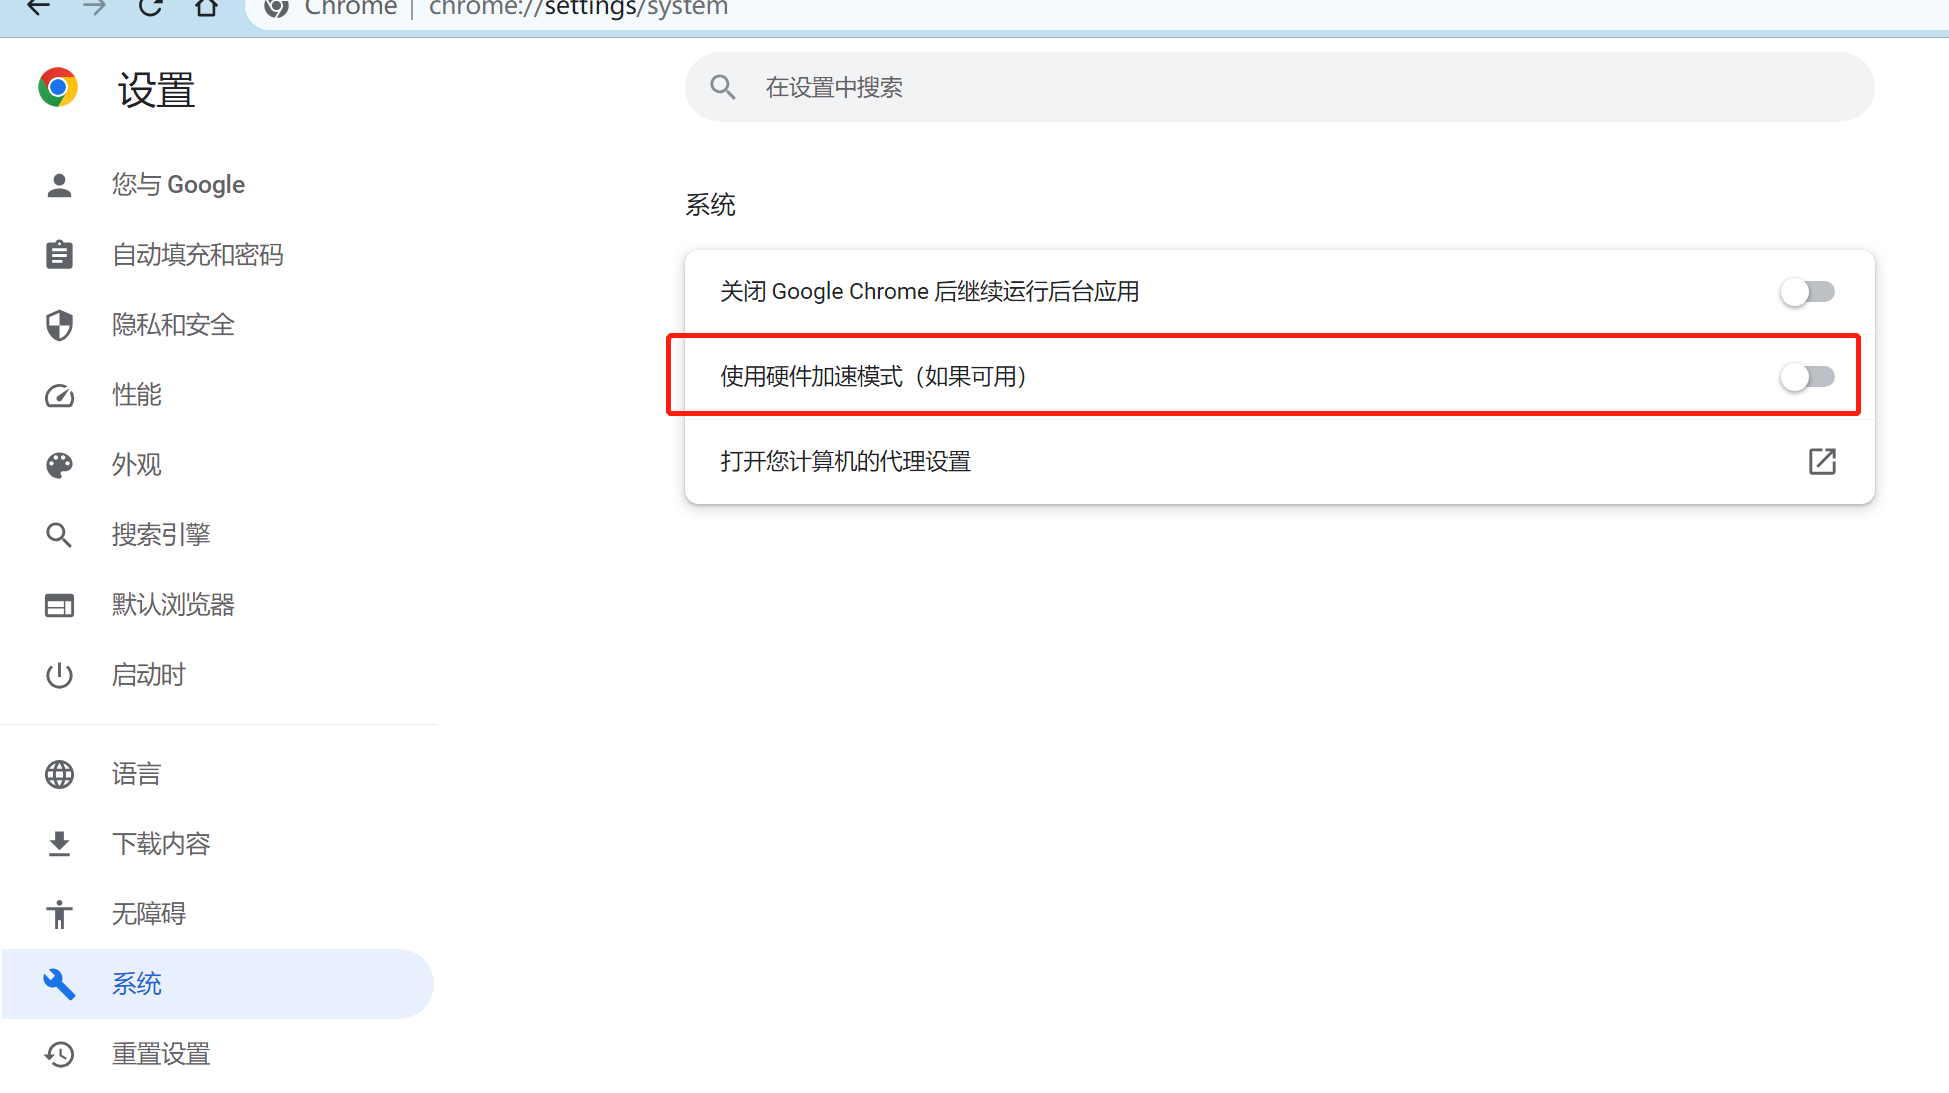 Chrome | chrome://settings/system
设置
在设置中搜索
您与 Google
自动填充和密码
隐私和安全
性能
外观
搜索引擎
默认浏览器
启动时
语言
下载内容
无障碍
系统
重置设置
系统
关闭 Google Chrome 后继续运行后台应用
使用硬件加速模式（如果可用）
打开您计算机的代理设置